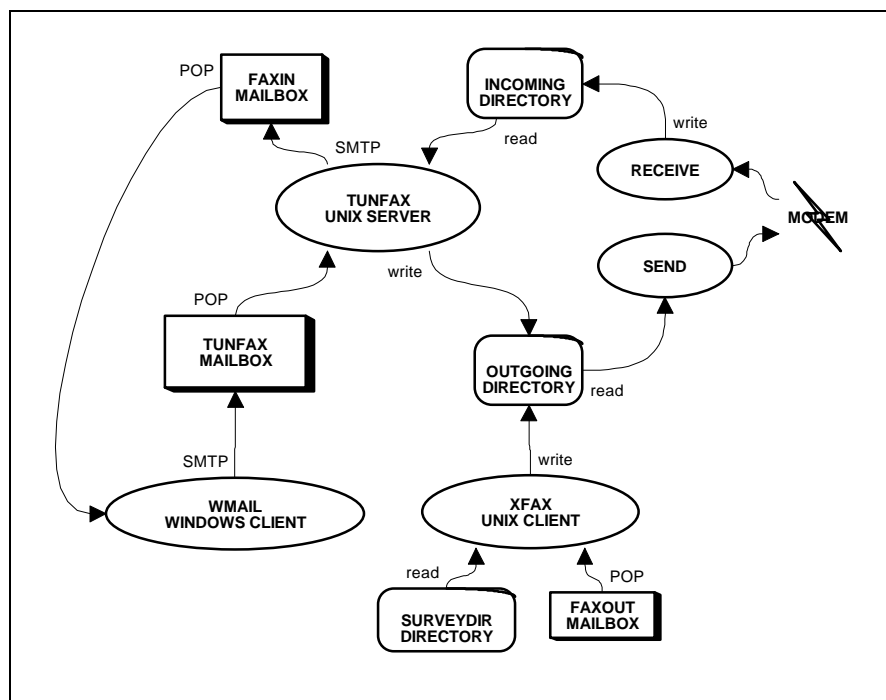 POP
FAXIN
MAILBOX
INCOMING
DIRECTORY
SMTP
read
write
RECEIVE
TUNFAX
UNIX SERVER
MODEM
SEND
write
POP
TUNFAX
MAILBOX
OUTGOING
DIRECTORY
read
SMTP
write
WMAIL
WINDOWS CLIENT
XFAX
UNIX CLIENT
read
POP
SURVEYDIR
DIRECTORY
FAXOUT
MAILBOX